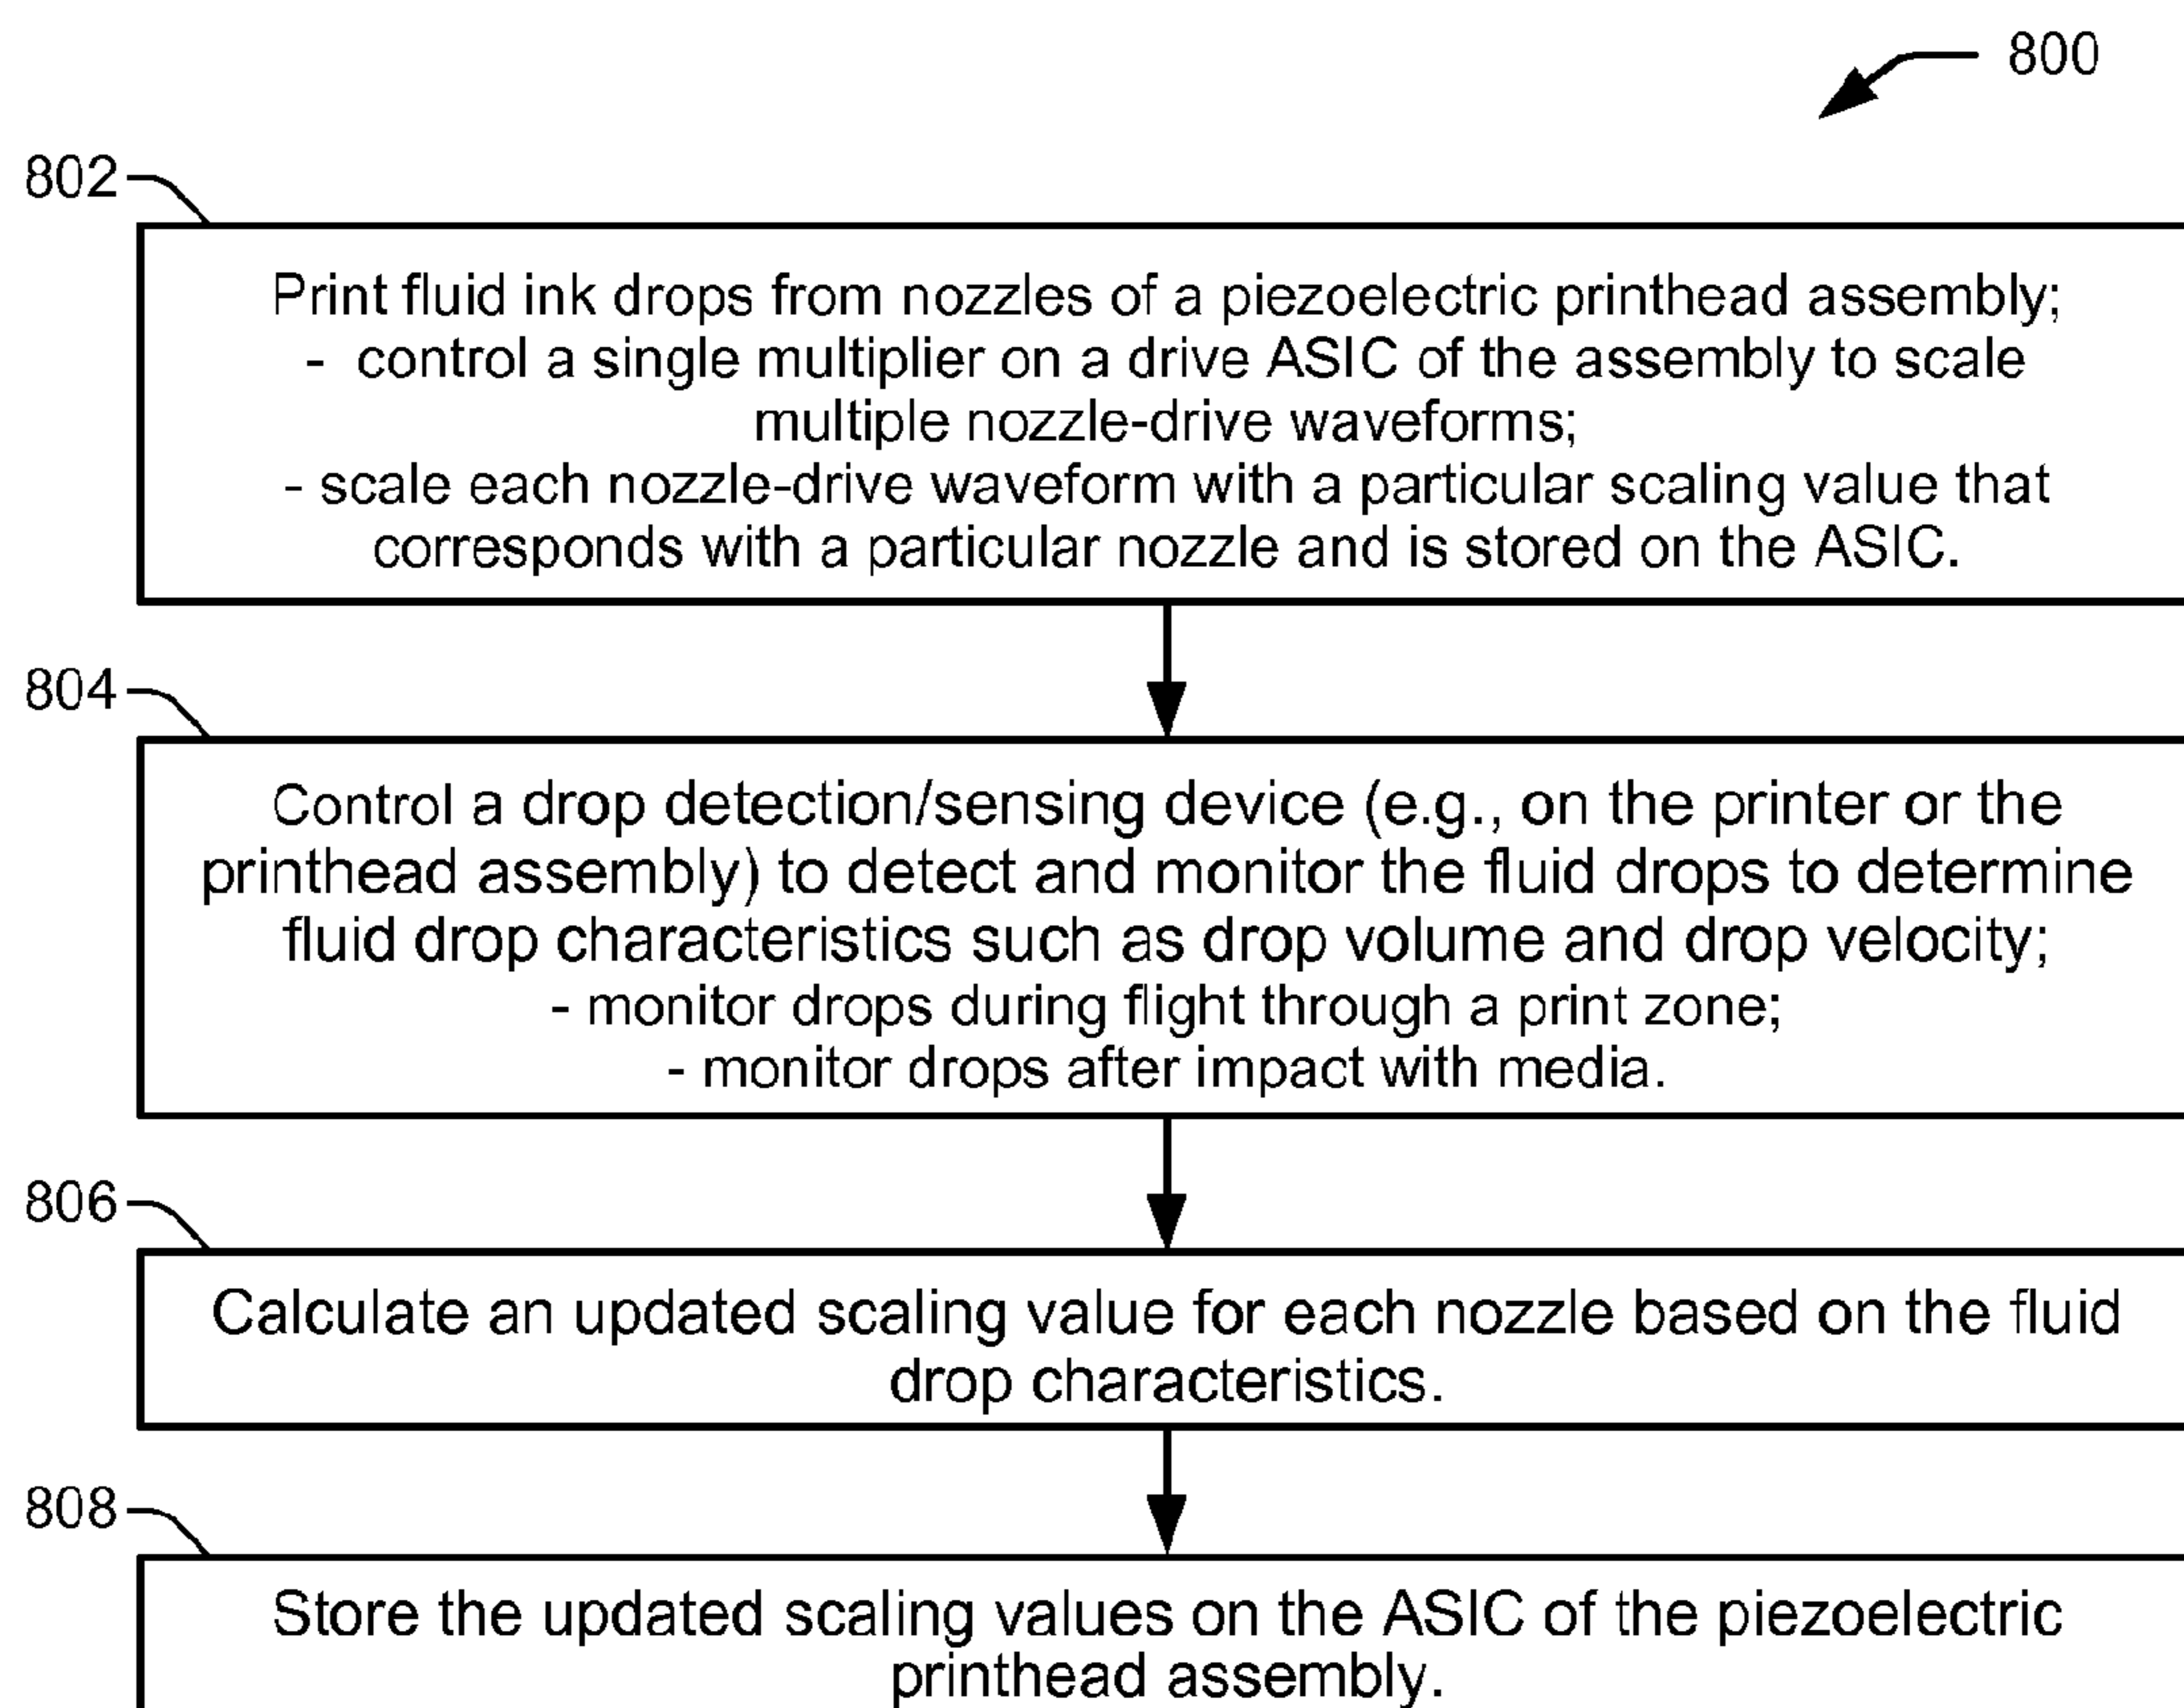 800
802
Print fluid ink drops from nozzles of a piezoelectric printhead assembly;
- control a single multiplier on a drive ASIC of the assembly to scale
multiple nozzle-drive waveforms;
- scale each nozzle-drive waveform with a particular scaling value that
corresponds with a particular nozzle and is stored on the ASIC.
804
Control a drop detection/sensing device (e.g., on the printer or the
printhead assembly) to detect and monitor the fluid drops to determine
fluid drop characteristics such as drop volume and drop velocity;
- monitor drops during flight through a print zone;
- monitor drops after impact with media.
806
Calculate an updated scaling value for each nozzle based on the fluid
drop characteristics.
808
Store the updated scaling values on the ASIC of the piezoelectric
printhead assembly.